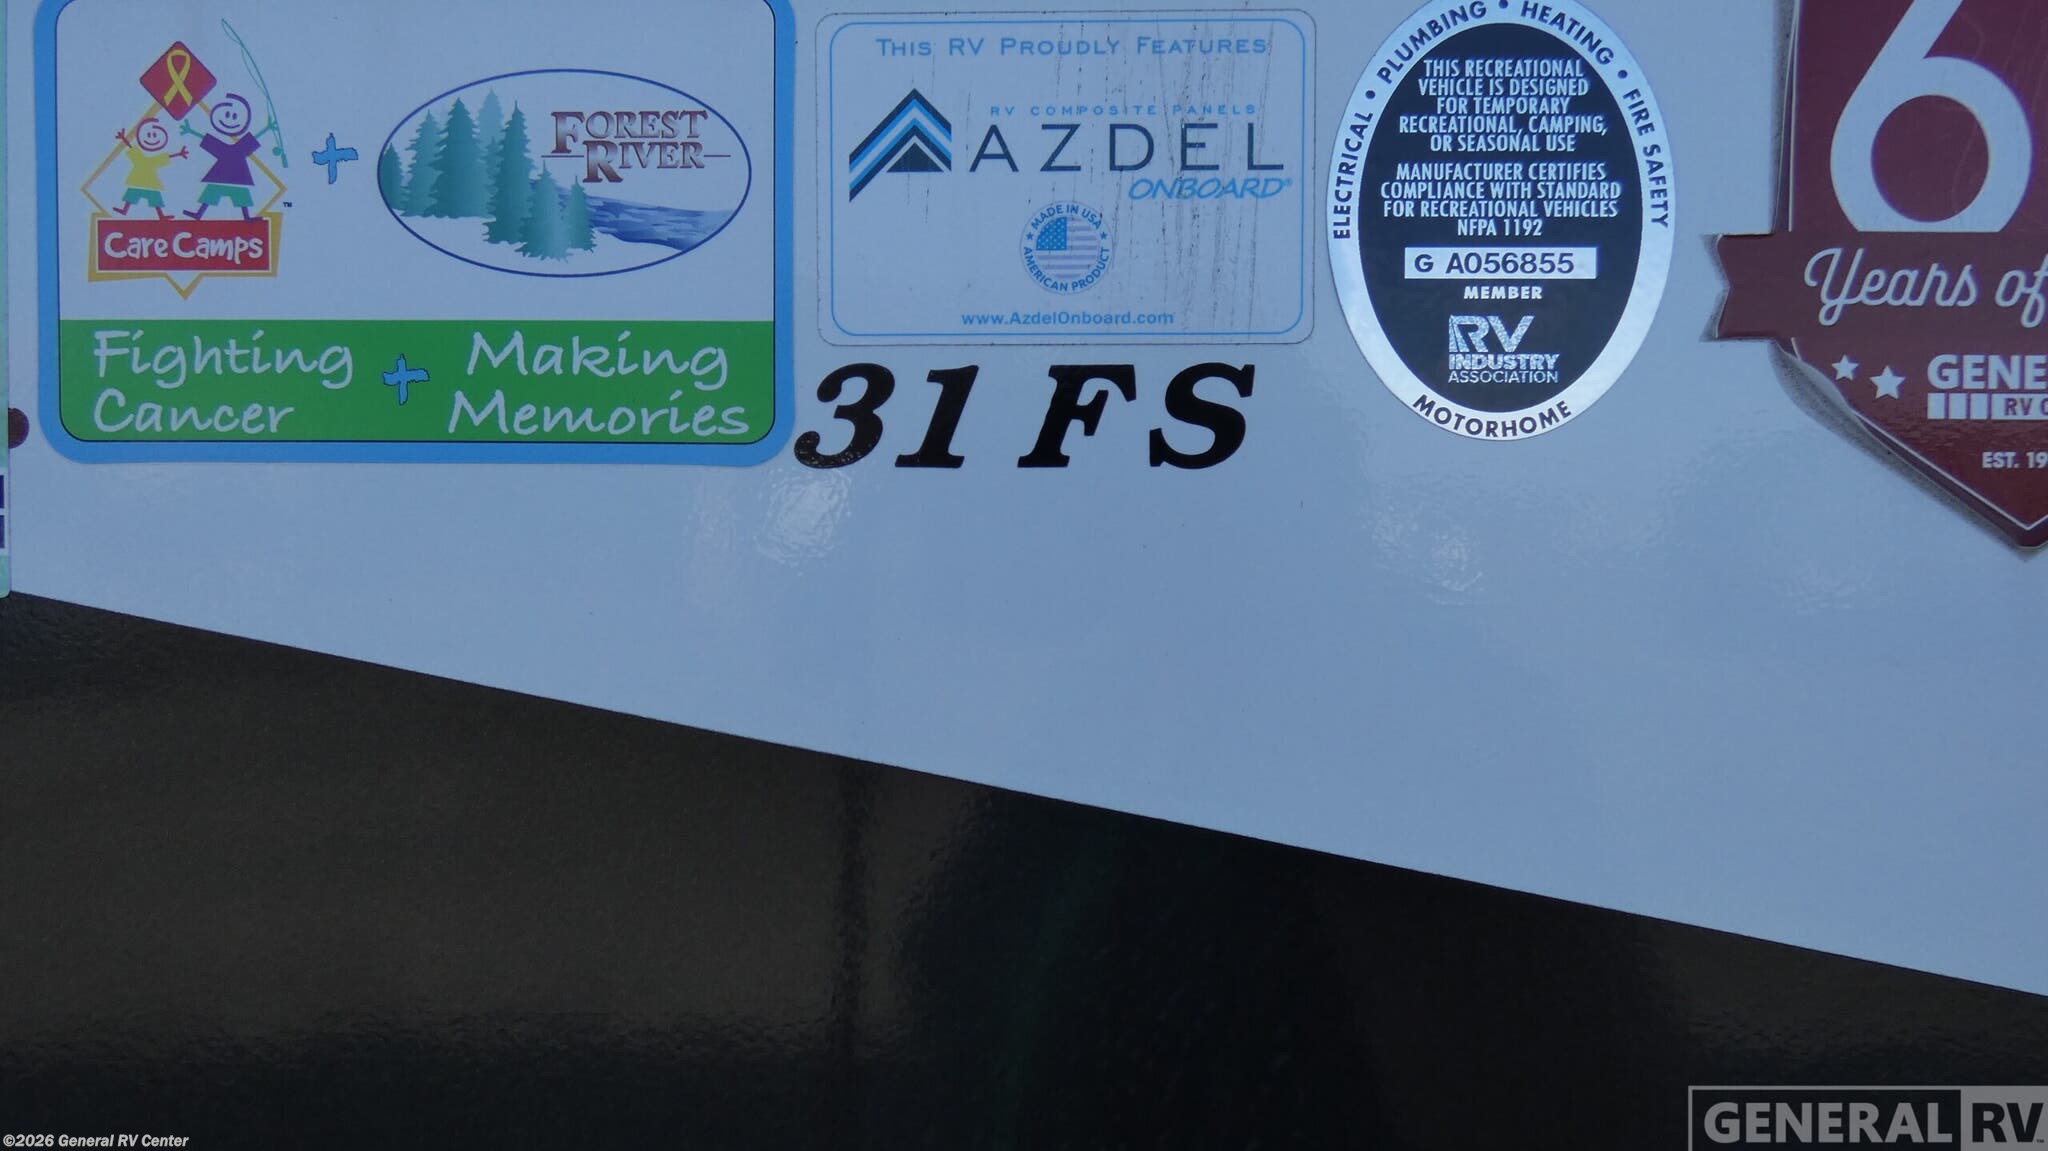 Care Camps
™
FOREST
RIVER
Fighting
Cancer
Making
Memories
THIS RV PROUDLY FEATURES
RV COMPOSITE PANELS
AZDEL
ONBOARD®
MADE IN USA
AMERICAN PRODUCT
www.AzdelOnboard.com
31 FS
ELECTRICAL • PLUMBING • HEATING • FIRE SAFETY
THIS RECREATIONAL
VEHICLE IS DESIGNED
FOR TEMPORARY
RECREATIONAL, CAMPING,
OR SEASONAL USE
MANUFACTURER CERTIFIES
COMPLIANCE WITH STANDARD
FOR RECREATIONAL VEHICLES
NFPA 1192
G A056855
MEMBER
RV
INDUSTRY
ASSOCIATION
MOTORHOME
6
Years of
GENE
RV C
EST. 19
©2026 General RV Center
GENERAL RV™